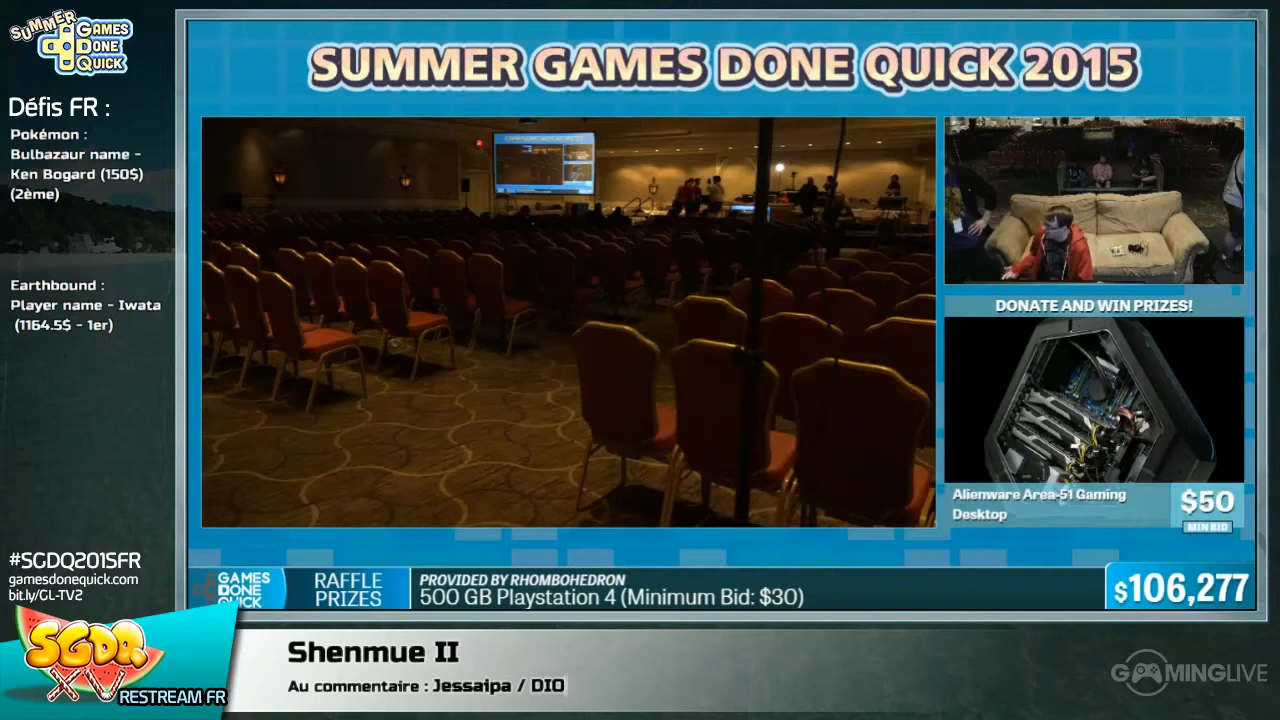 SUMMER
GAMES
DONE
QUICK
Défis FR :
Pokémon :
Bulbazaur name -
Ken Bogard (150$)
(2ème)
Earthbound :
Player name - Iwata
(1164.5$ - 1er)
#SGDQ2015FR
gamesdonequick.com
bit.ly/GL-TV2
SUMMER GAMES DONE QUICK 2015
DONATE AND WIN PRIZES!
Alienware Area-51 Gaming
Desktop
$50
MIN BID
GAMES
DONE
QUICK
RAFFLE
PRIZES
PROVIDED BY RHOMBOHEDRON
500 GB Playstation 4 (Minimum Bid: $30)
$106,277
SGDQ
XV
RESTREAM FR
Shenmue II
Au commentaire : Jessaipa / DIO
GAMINGLIVE